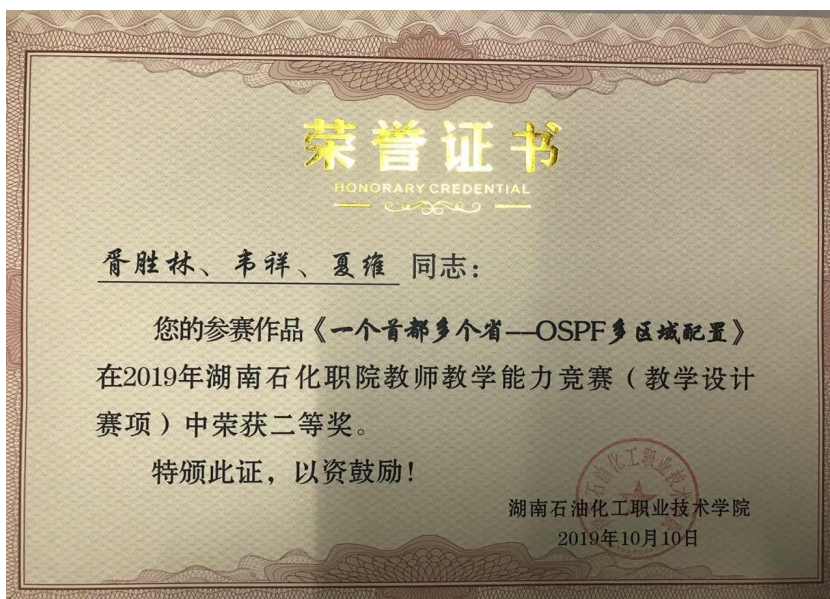 荣誉证书
HONORARY CREDENTIAL
胥胜林、韦祥、夏维 同志：
您的参赛作品《一个首都多个省——OSPF多区域配置》
在2019年湖南石化职院教师教学能力竞赛（教学设计
赛项）中荣获二等奖。
特颁此证，以资鼓励！
湖南石油化工职业技术学院
2019年10月10日